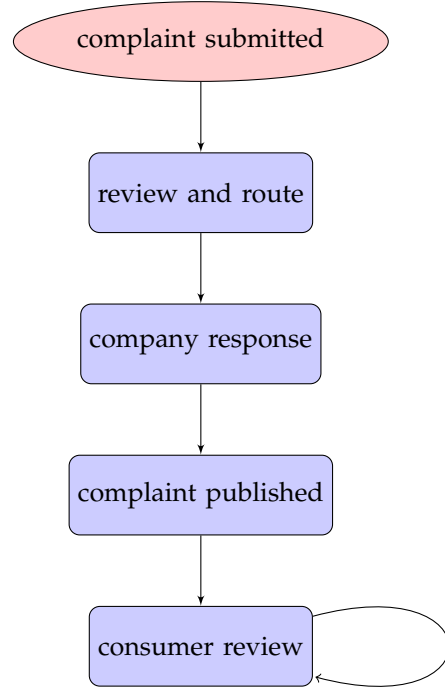 complaint submitted
review and route
company response
complaint published
consumer review